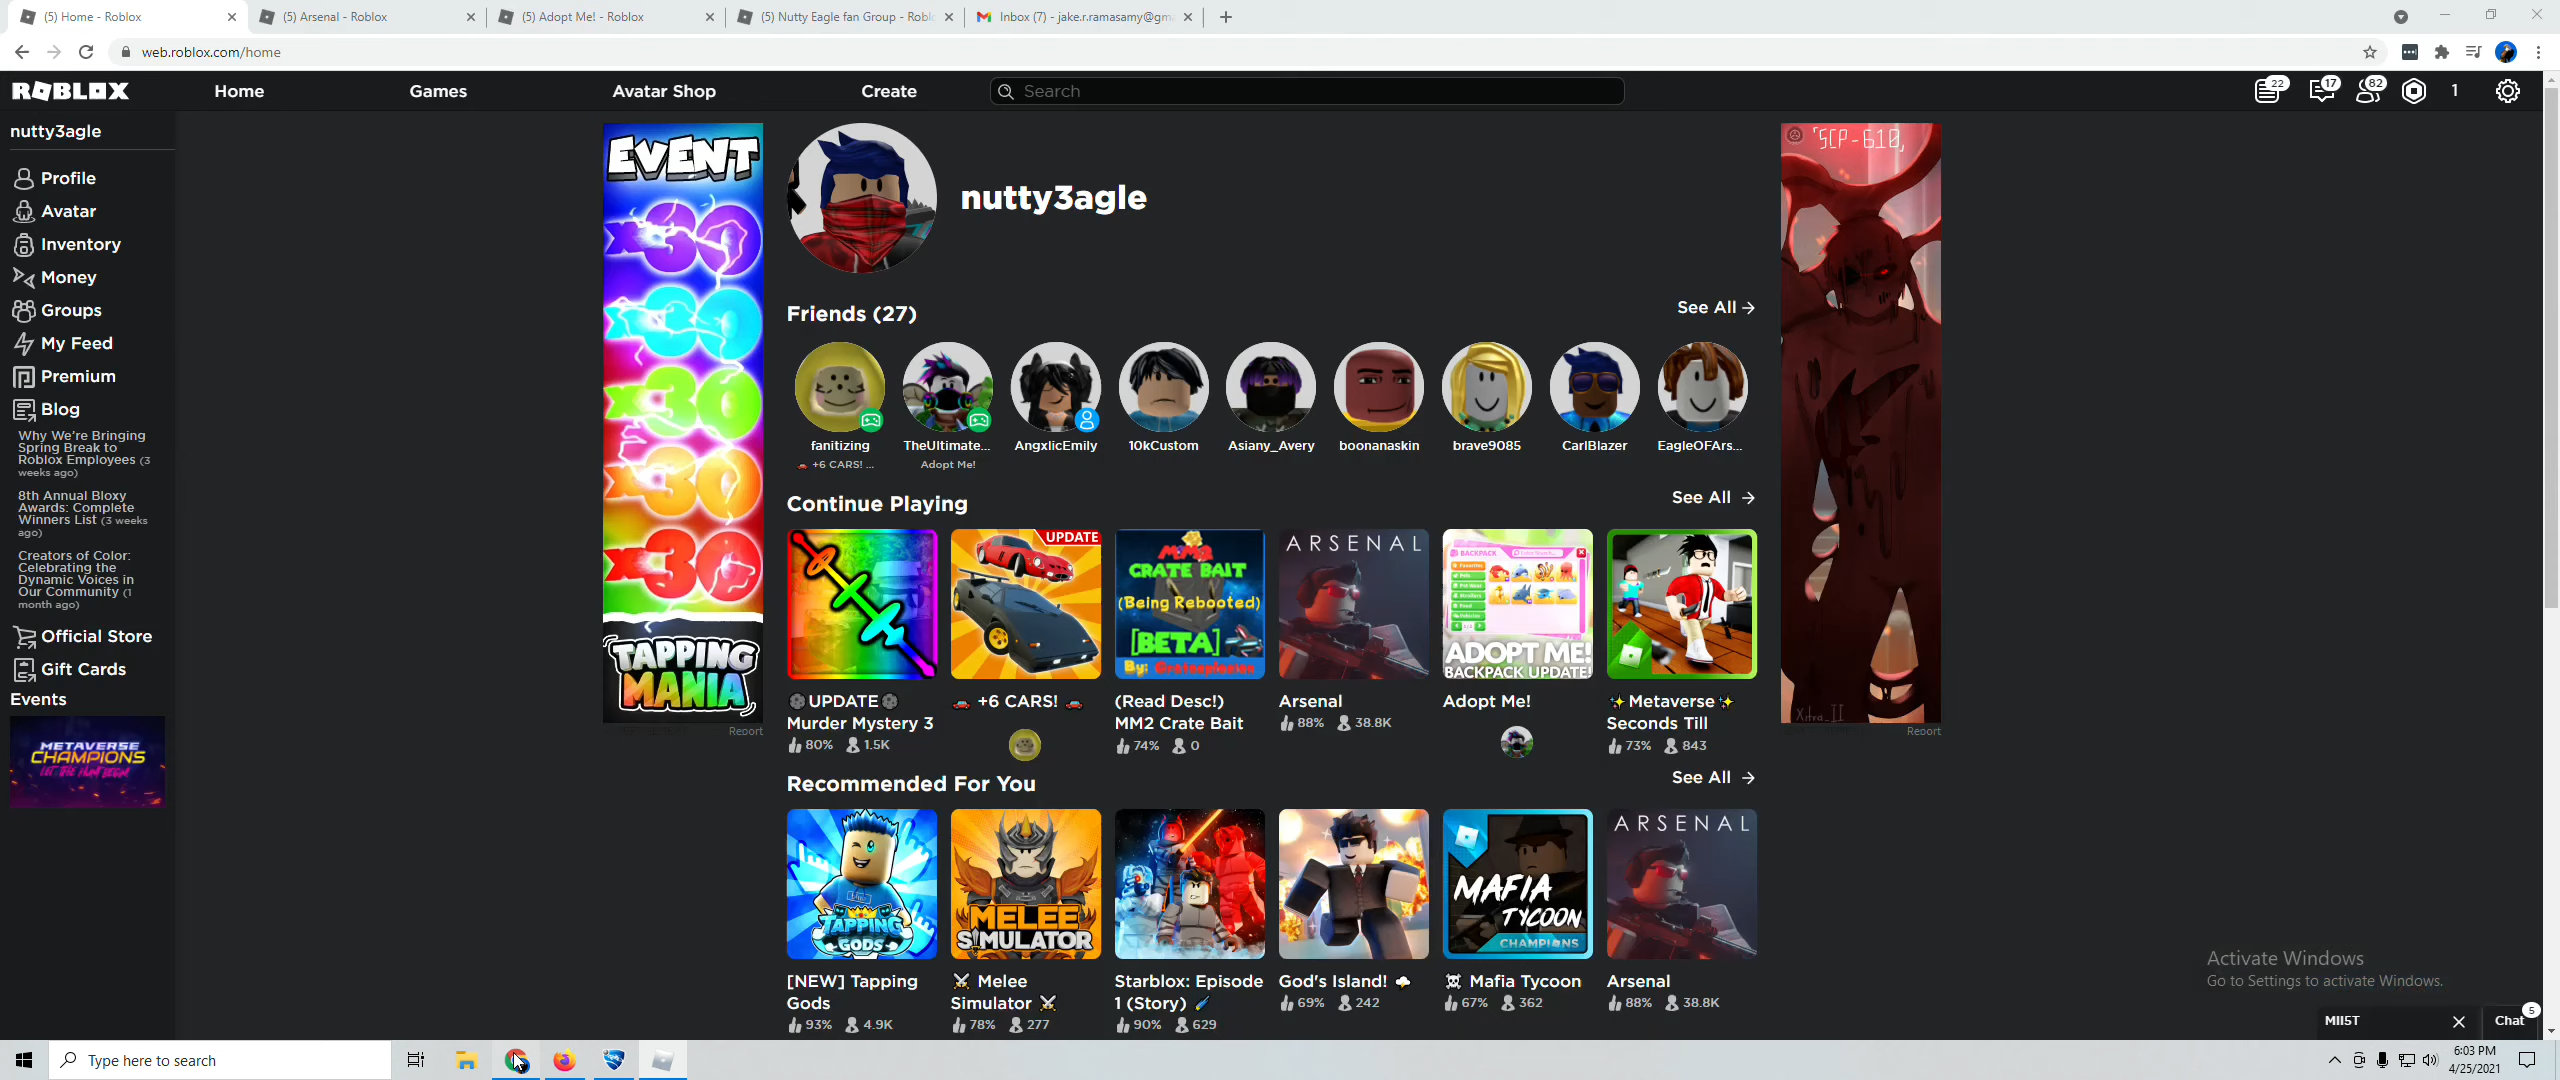 (5) Home - Roblox
(5) Arsenal - Roblox
(5) Adopt Me! - Roblox
(5) Nutty Eagle fan Group - Roblo
Inbox (7) - jake.r.ramasamy@gm
web.roblox.com/home
ROBLOX
Home
Games
Avatar Shop
Create
Search
22
17
82
1
nutty3agle
Profile
Avatar
Inventory
Money
Groups
My Feed
Premium
Blog
Why We're Bringing
Spring Break to
Roblox Employees (3
weeks ago)
8th Annual Bloxy
Awards: Complete
Winners List (3 weeks
ago)
Creators of Color:
Celebrating the
Dynamic Voices in
Our Community (1
month ago)
Official Store
Gift Cards
Events
METAVERSE
CHAMPIONS
LET THE HUNT BEGIN
EVENT
x30
x30
x30
x30
x30
TAPPING
MANIA
Report
nutty3agle
Friends (27)
See All →
fanitizing
TheUltimate...
AngxlicEmily
10kCustom
Asiany_Avery
boonanaskin
brave9085
CarlBlazer
EagleOFArs...
🚗 +6 CARS! ...
Adopt Me!
Continue Playing
See All →
UPDATE
MM2
CRATE BAIT
(Being Rebooted)
[BETA]
By:
ARSENAL
BACKPACK
Enter Search...
ADOPT ME!
BACKPACK UPDATE!
UPDATE
Murder Mystery 3
80% 1.5K
🚗 +6 CARS! 🚗
(Read Desc!)
MM2 Crate Bait
74% 0
Arsenal
88% 38.8K
Adopt Me!
✨Metaverse✨
Seconds Till
73% 843
Recommended For You
See All →
TAPPING
GODS
MELEE
SIMULATOR
MAFIA
TYCOON
CHAMPIONS
ARSENAL
[NEW] Tapping
Gods
93% 4.9K
⚔ Melee
Simulator ⚔
78% 277
Starblox: Episode
1 (Story)
90% 629
God's Island! 🌩
69% 242
☠ Mafia Tycoon
67% 362
Arsenal
88% 38.8K
SCP-610,
Report
Activate Windows
Go to Settings to activate Windows.
MII5T
Chat
5
Type here to search
6:03 PM
4/25/2021